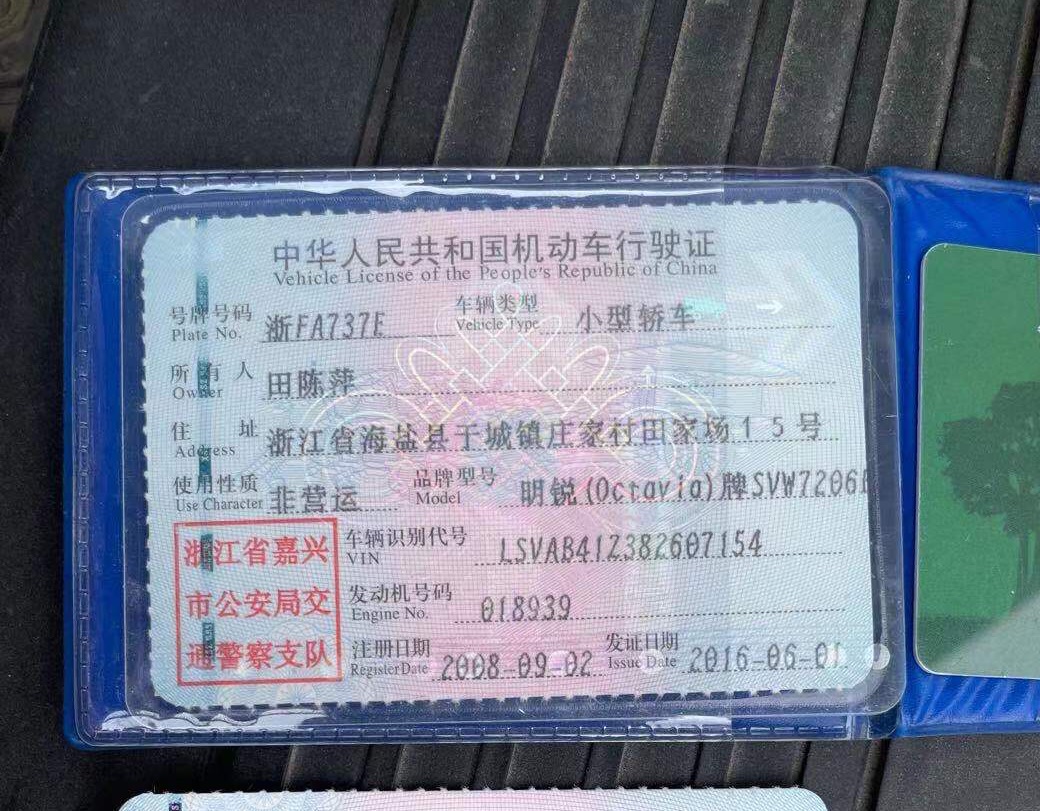 中华人民共和国机动车行驶证
Vehicle License of the People's Republic of China
号牌号码 浙FA737E 车辆类型 小型轿车
Plate No. Vehicle Type
所有人 田陈萍
Owner
住址 浙江省海盐县于城镇庄家村田家场15号
Address
使用性质 非营运 品牌型号 明锐(Octavia)牌SVW7206
Use Character Model
浙江省嘉兴
市公安局交
通警察支队
车辆识别代号 LSVAB41Z382607154
VIN
发动机号码 018939
Engine No.
注册日期 2008-09-02 发证日期 2016-06-01
Register Date Issue Date